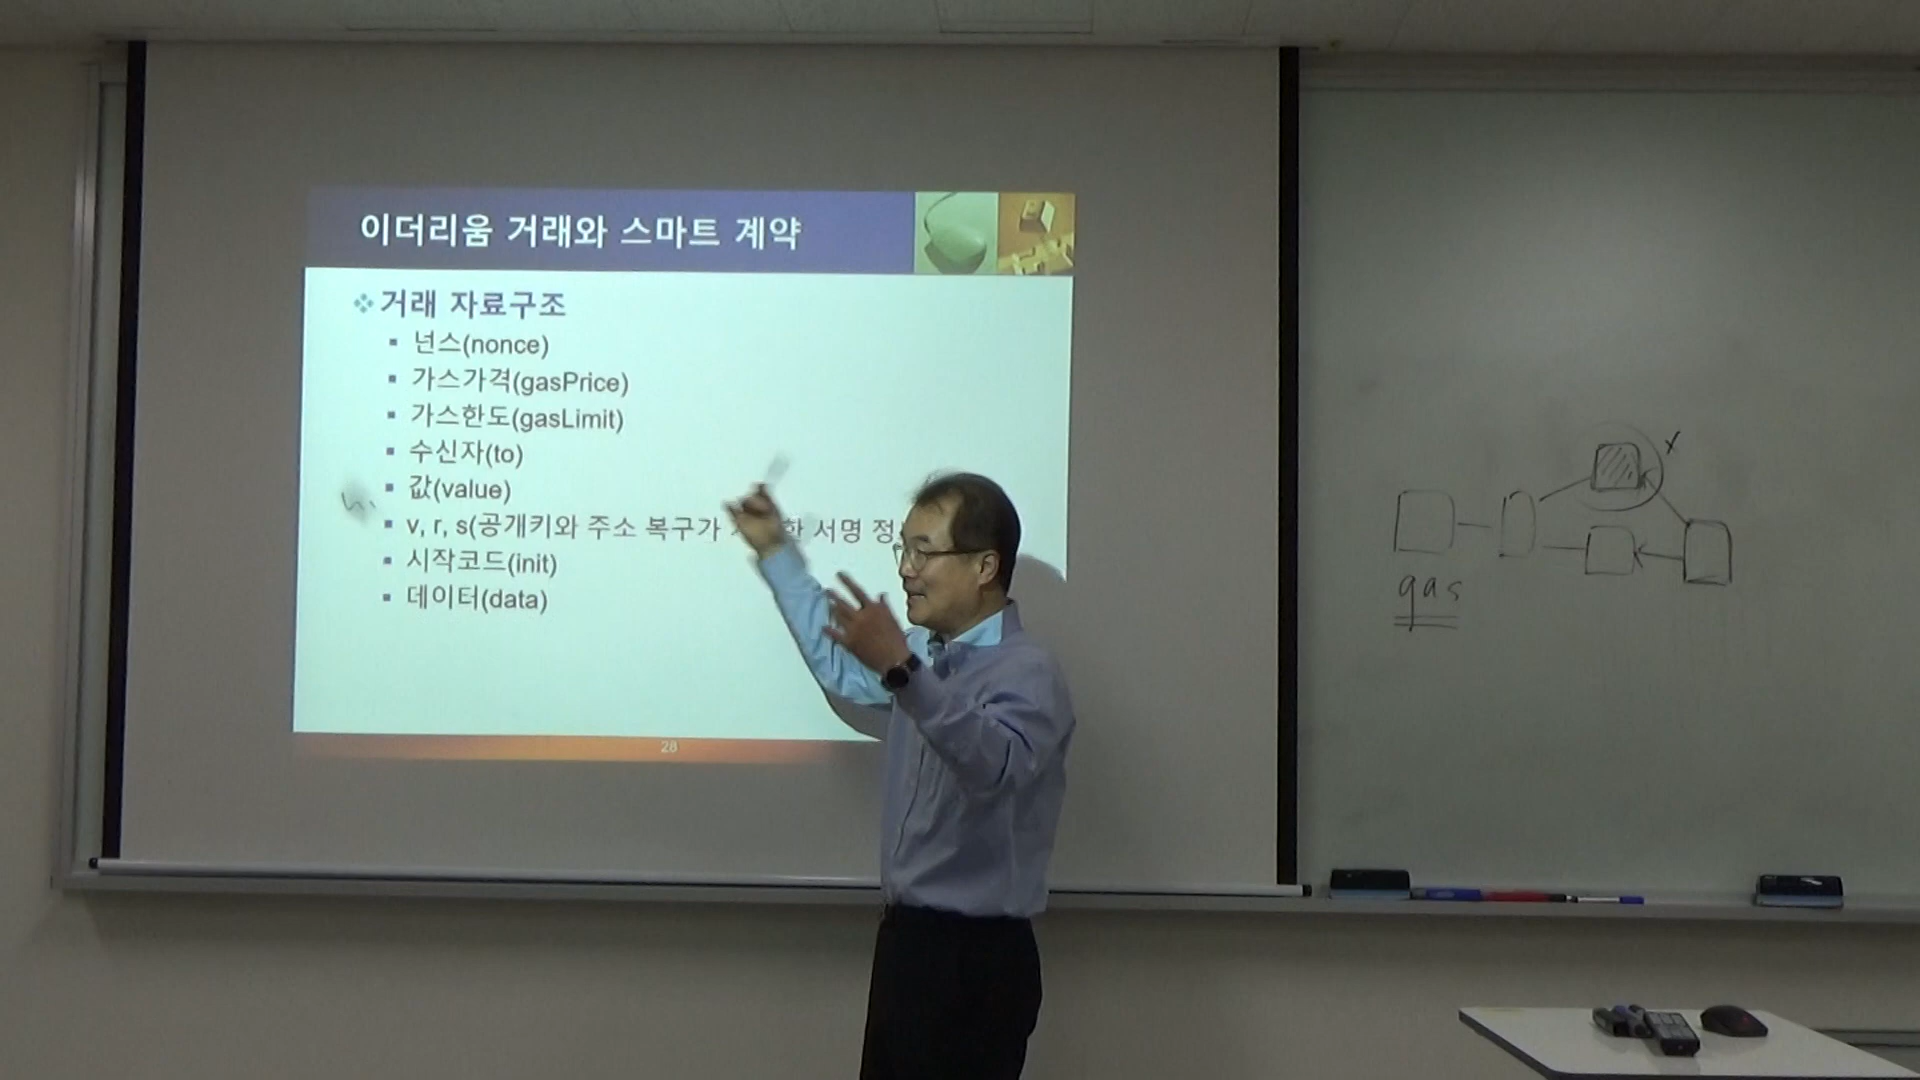 이더리움 거래와 스마트 계약
거래 자료구조
넌스(nonce)
가스가격(gasPrice)
가스한도(gasLimit)
수신자(to)
값(value)
v, r, s(공개키와 주소 복구가 서명
시작코드(init)
데이터(data)
28
gas
x